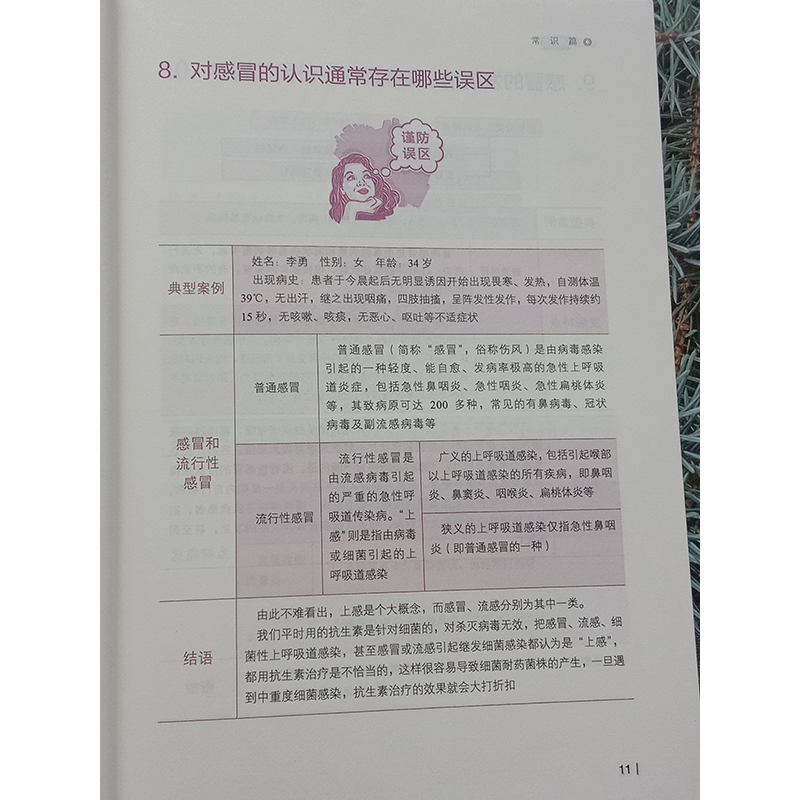 常识篇
8. 对感冒的认识通常存在哪些误区
谨防
误区
典型案例
姓名：李勇 性别：女 年龄：34 岁
出现病史：患者于今晨起后无明显诱因开始出现畏寒、发热，自测体温
39℃，无出汗，继之出现咽痛，四肢抽搐，呈阵发性发作，每次发作持续约
15 秒，无咳嗽、咳痰，无恶心、呕吐等不适症状
感冒和
流行性
感冒
普通感冒
普通感冒（简称“感冒”，俗称伤风）是由病毒感染
引起的一种轻度、能自愈、发病率极高的急性上呼吸
道炎症，包括急性鼻咽炎、急性咽炎、急性扁桃体炎
等，其致病原可达 200 多种，常见的有鼻病毒、冠状
病毒及副流感病毒等
流行性感冒
流行性感冒是
由流感病毒引起
的严重的急性呼
吸道传染病。“上
感”则是指由病毒
或细菌引起的上
呼吸道感染
广义的上呼吸道感染，包括引起喉部
以上呼吸道感染的所有疾病，即鼻咽
炎、鼻窦炎、咽喉炎、扁桃体炎等
狭义的上呼吸道感染仅指急性鼻咽
炎（即普通感冒的一种）
结语
由此不难看出，上感是个大概念，而感冒、流感分别为其中一类。
我们平时用的抗生素是针对细菌的，对杀灭病毒无效，把感冒、流感、细
菌性上呼吸道感染，甚至感冒或流感引起继发细菌感染都认为是“上感”，
都用抗生素治疗是不恰当的，这样很容易导致细菌耐药菌株的产生，一旦遇
到中重度细菌感染，抗生素治疗的效果就会大打折扣
11